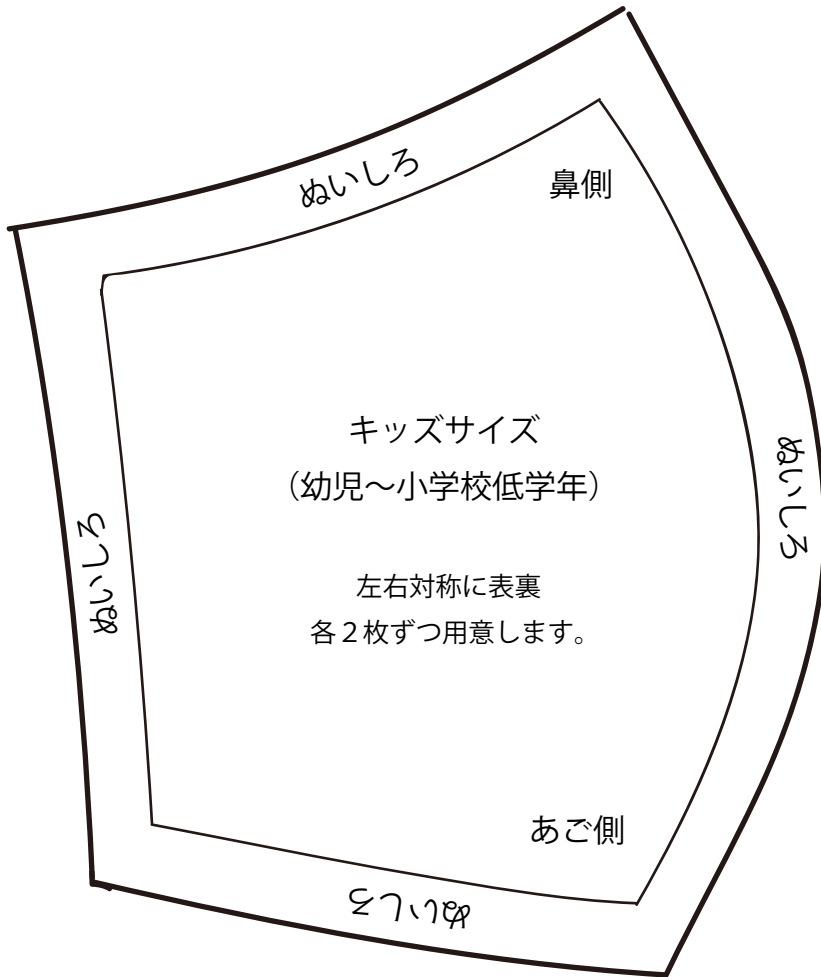 ぬいしろ
鼻側
キッズサイズ
（幼児～小学校低学年）
ぬいしろ
ぬいしろ
左右対称に表裏
各２枚ずつ用意します。
あご側
ぬいしろ